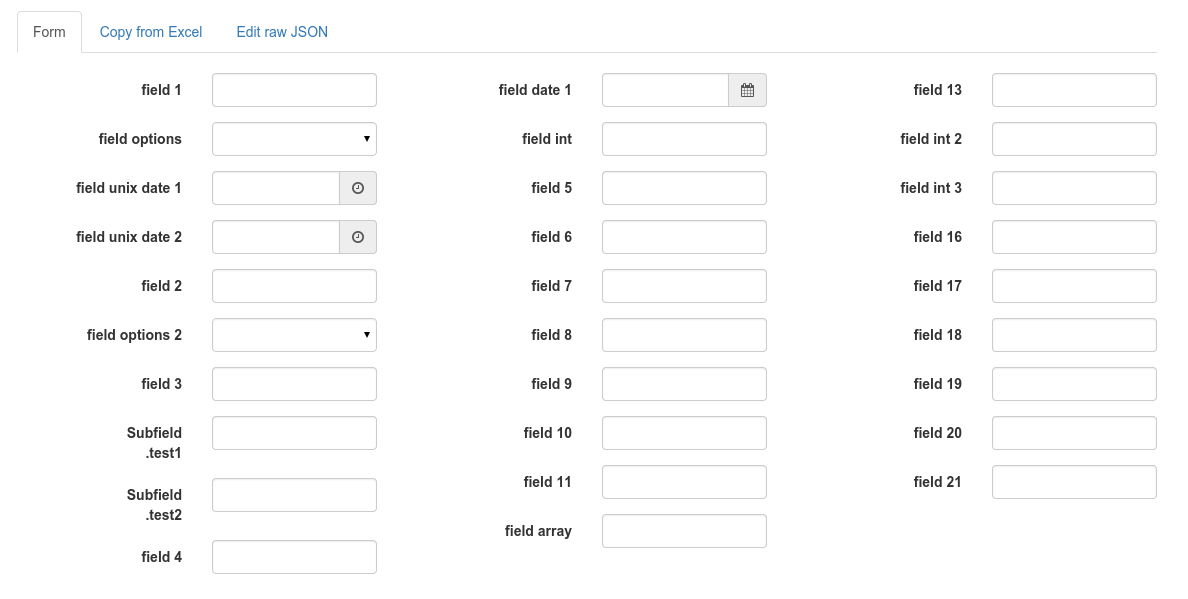 Form
Copy from Excel
Edit raw JSON
field 1
field options
field unix date 1
field unix date 2
field 2
field options 2
field 3
Subfield
.test1
Subfield
.test2
field 4
field date 1
field int
field 5
field 6
field 7
field 8
field 9
field 10
field 11
field array
field 13
field int 2
field int 3
field 16
field 17
field 18
field 19
field 20
field 21